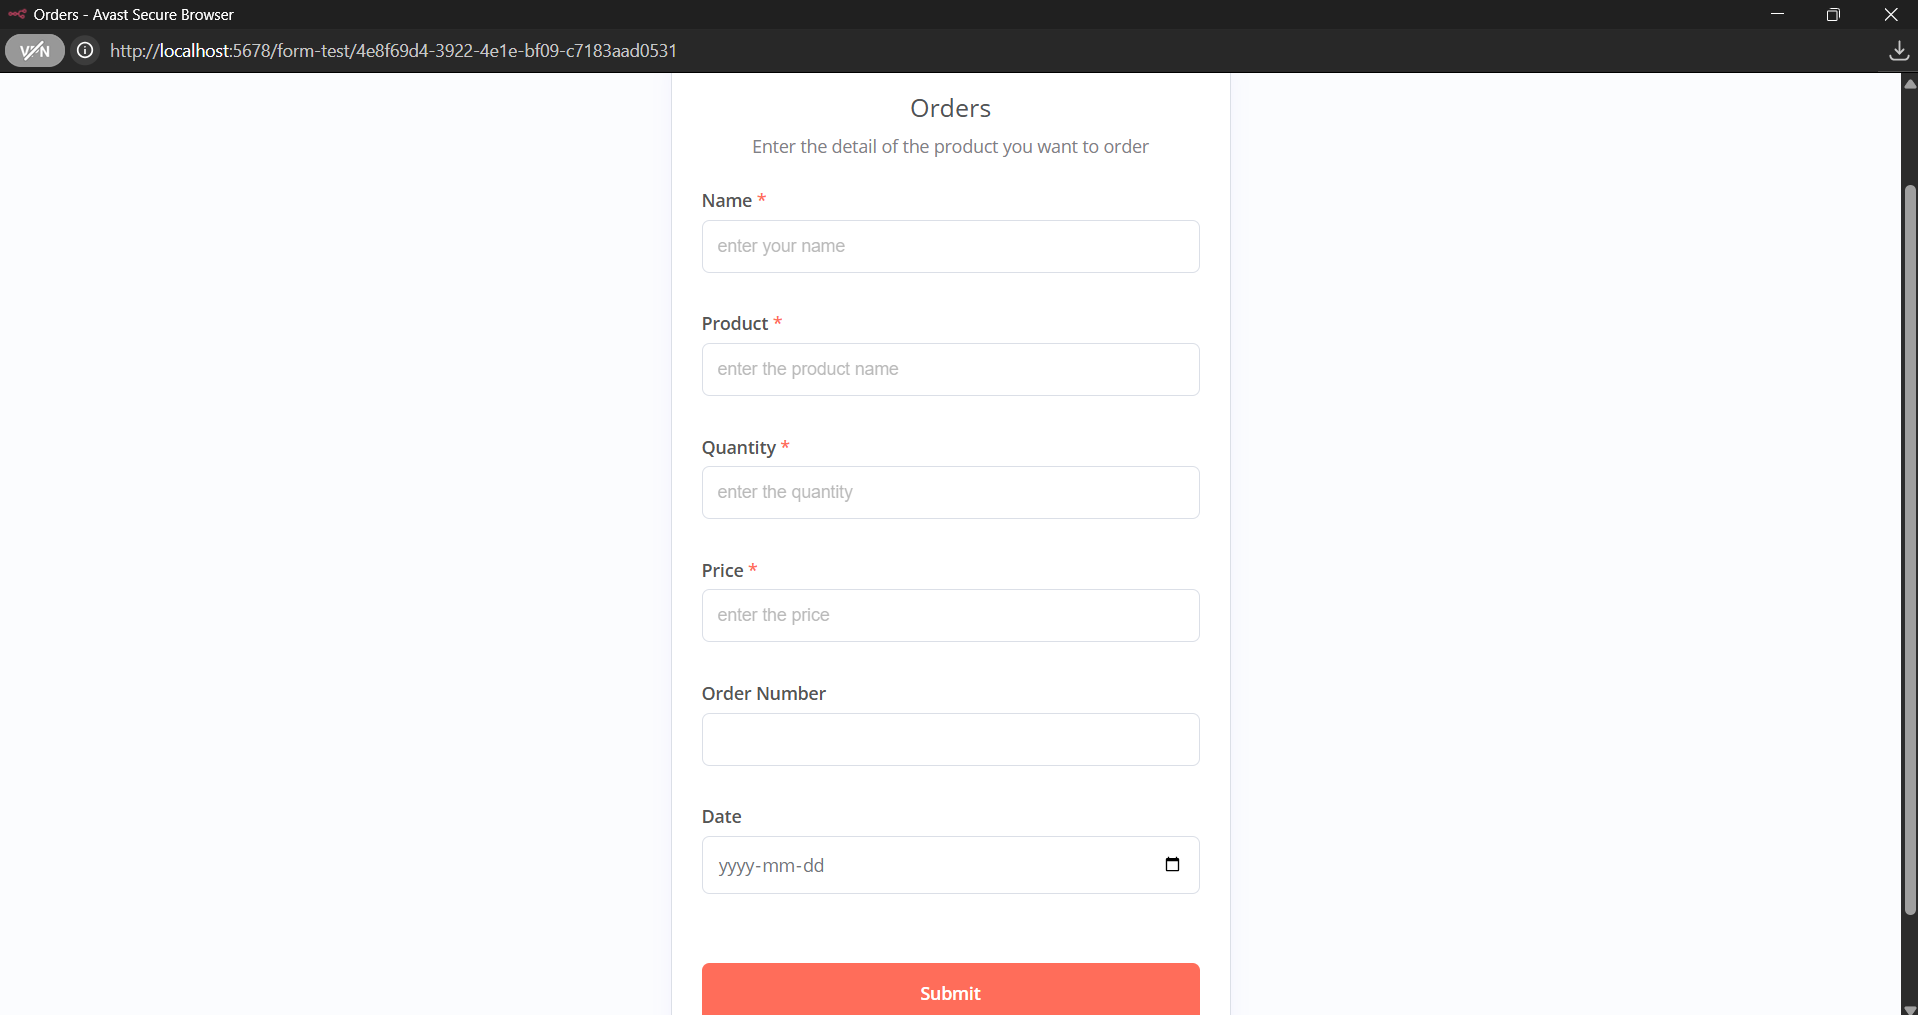 Orders - Avast Secure Browser
VPN
http://localhost:5678/form-test/4e8f69d4-3922-4e1e-bf09-c7183aad0531
Orders
Enter the detail of the product you want to order
Name *
enter your name
Product *
enter the product name
Quantity *
enter the quantity
Price *
enter the price
Order Number
Date
yyyy-mm-dd
Submit